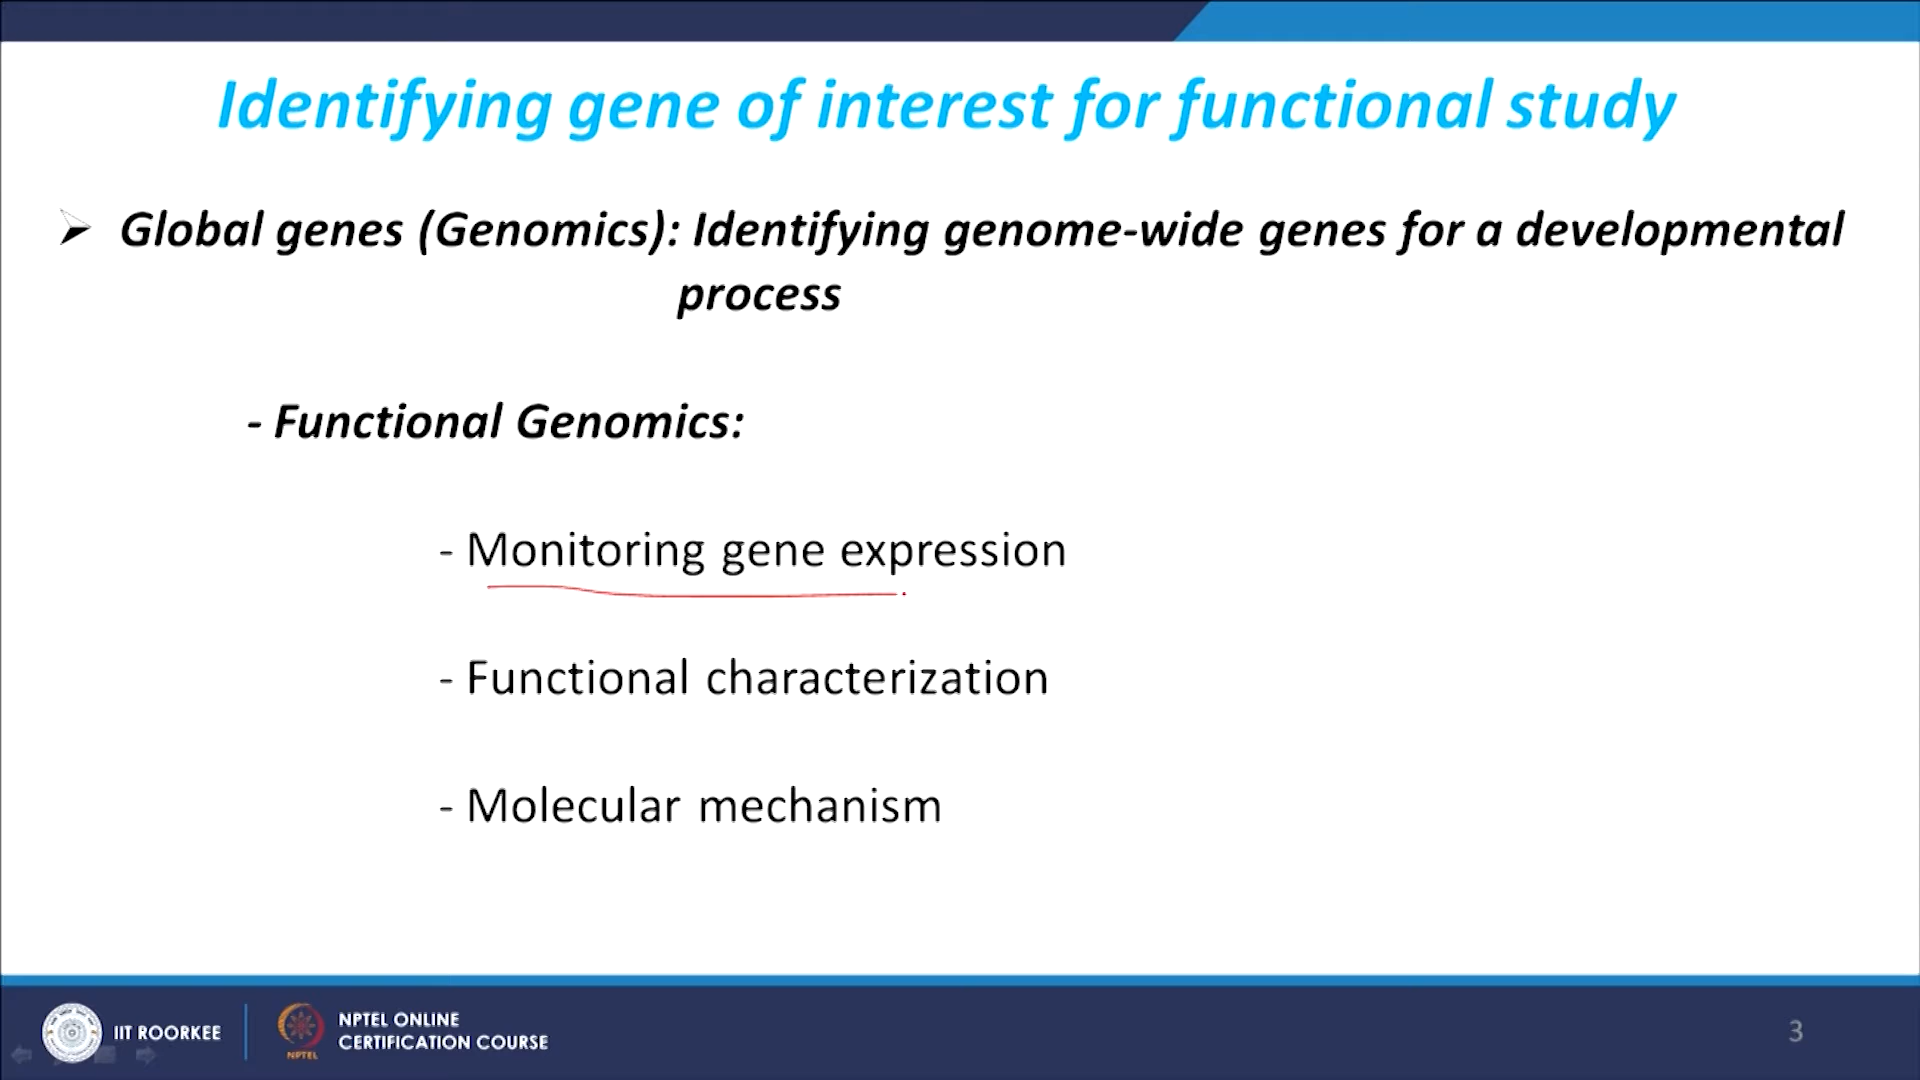 Identifying gene of interest for functional study
➢ Global genes (Genomics): Identifying genome-wide genes for a developmental
process
- Functional Genomics:
- Monitoring gene expression
- Functional characterization
- Molecular mechanism
IIT ROORKEE
NPTEL
NPTEL ONLINE
CERTIFICATION COURSE
3